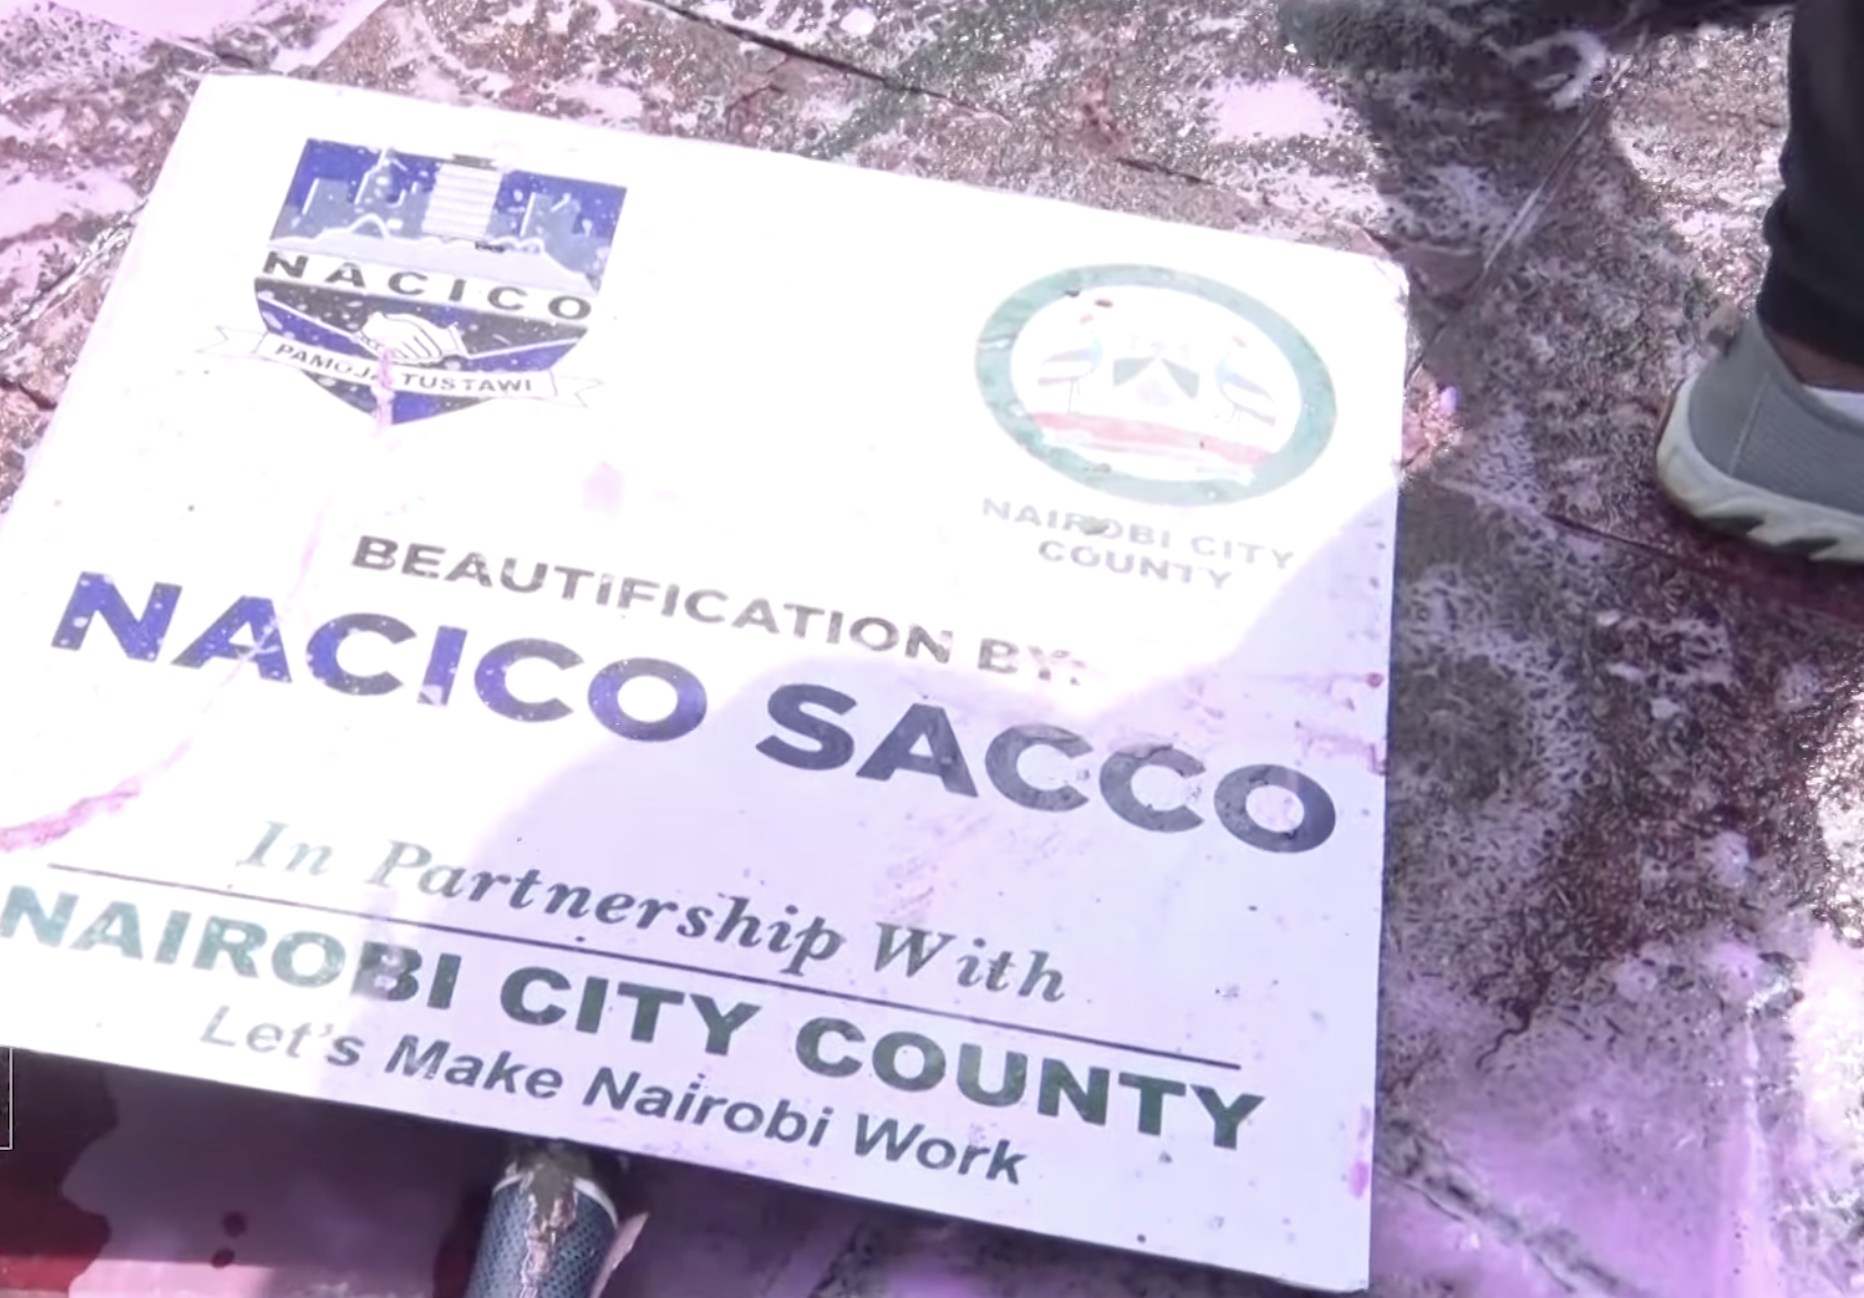 NACICO
PAMOJA TUSTAWI
NAIROBI CITY
COUNTY
BEAUTIFICATION BY:
NACICO SACCO
In Partnership With
NAIROBI CITY COUNTY
Let's Make Nairobi Work